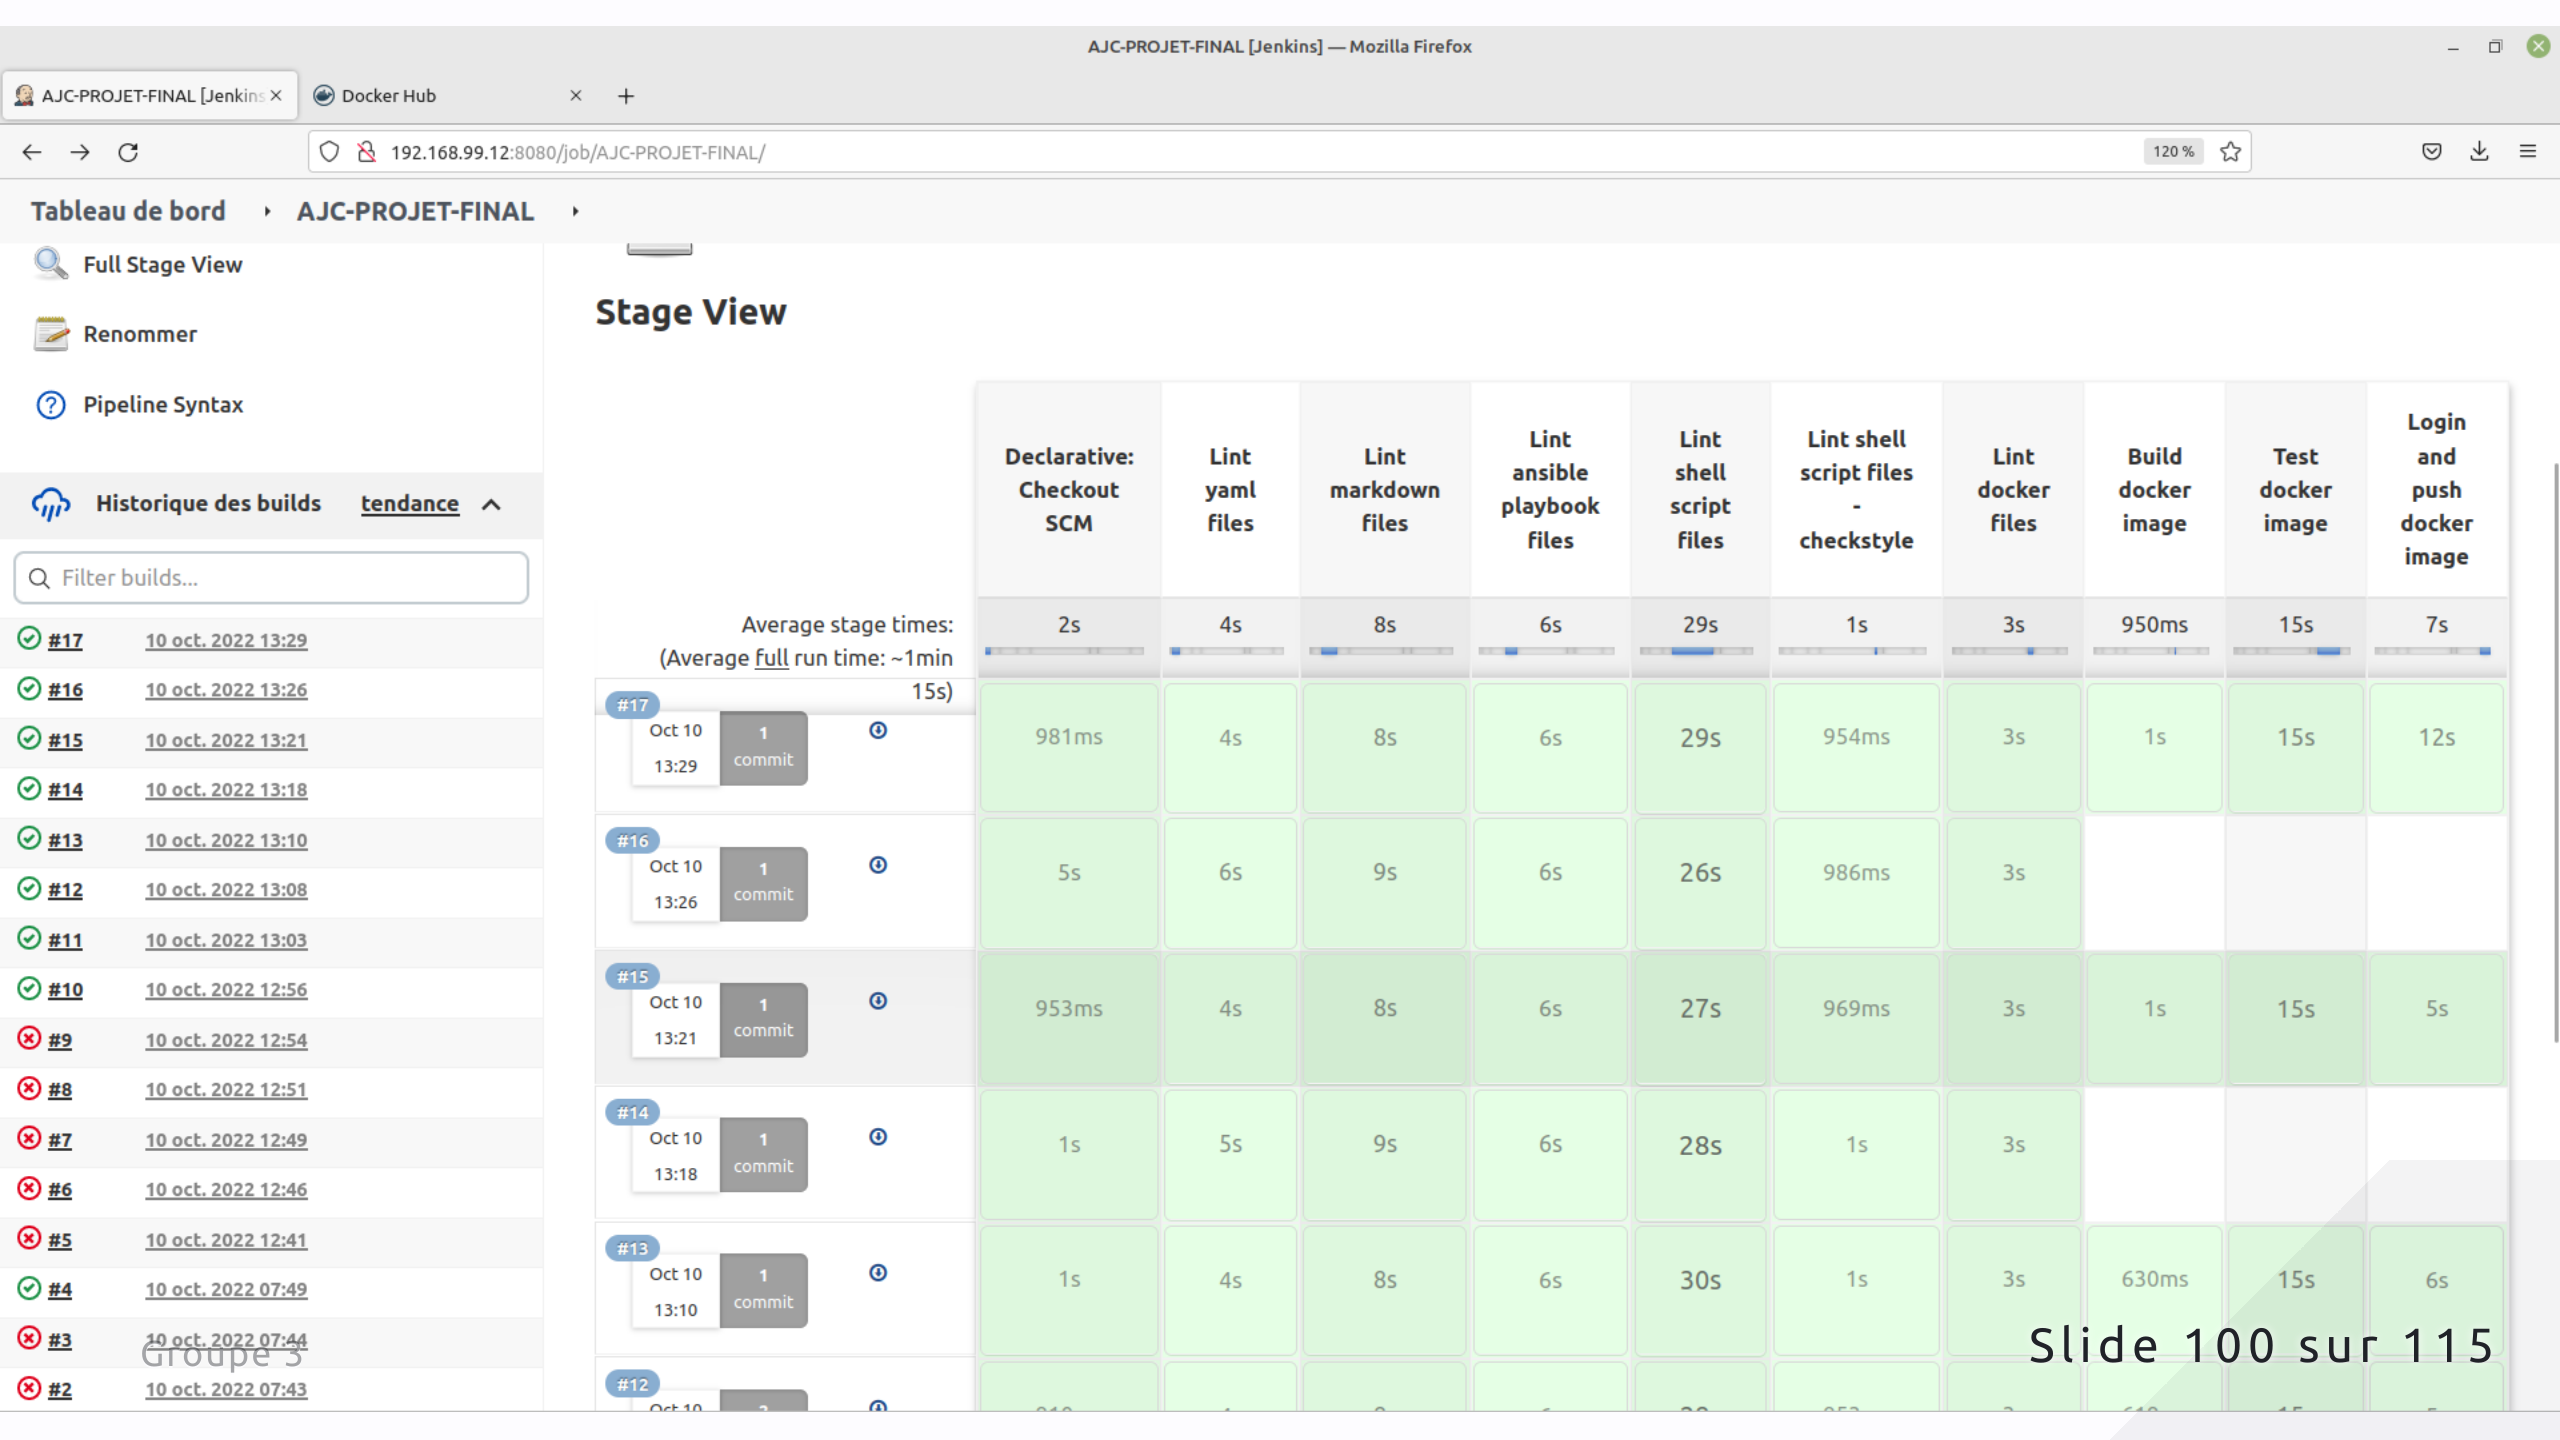 AJC-PROJET-FINAL [Jenkins] — Mozilla Firefox
AJC-PROJET-FINAL [Jenkins
Docker Hub
192.168.99.12:8080/job/AJC-PROJET-FINAL/
120 %
Tableau de bord
AJC-PROJET-FINAL
Full Stage View
Renommer
Pipeline Syntax
Historique des builds tendance
Filter builds...
#17 10 oct. 2022 13:29
#16 10 oct. 2022 13:26
#15 10 oct. 2022 13:21
#14 10 oct. 2022 13:18
#13 10 oct. 2022 13:10
#12 10 oct. 2022 13:08
#11 10 oct. 2022 13:03
#10 10 oct. 2022 12:56
#9 10 oct. 2022 12:54
#8 10 oct. 2022 12:51
#7 10 oct. 2022 12:49
#6 10 oct. 2022 12:46
#5 10 oct. 2022 12:41
#4 10 oct. 2022 07:49
#3 10 oct. 2022 07:44
#2 10 oct. 2022 07:43
Groupe 3
Stage View
Declarative:
Checkout
SCM
Lint
yaml
files
Lint
markdown
files
Lint
ansible
playbook
files
Lint
shell
script
files
Lint shell
script files
-
checkstyle
Lint
docker
files
Build
docker
image
Test
docker
image
Login
and
push
docker
image
Average stage times:
(Average full run time: ~1min
15s)
2s 4s 8s 6s 29s 1s 3s 950ms 15s 7s
#17
Oct 10
13:29
1
commit
981ms 4s 8s 6s 29s 954ms 3s 1s 15s 12s
#16
Oct 10
13:26
1
commit
5s 6s 9s 6s 26s 986ms 3s
#15
Oct 10
13:21
1
commit
953ms 4s 8s 6s 27s 969ms 3s 1s 15s 5s
#14
Oct 10
13:18
1
commit
1s 5s 9s 6s 28s 1s 3s
#13
Oct 10
13:10
1
commit
1s 4s 8s 6s 30s 1s 3s 630ms 15s 6s
#12
Oct 10
Slide 100 sur 115